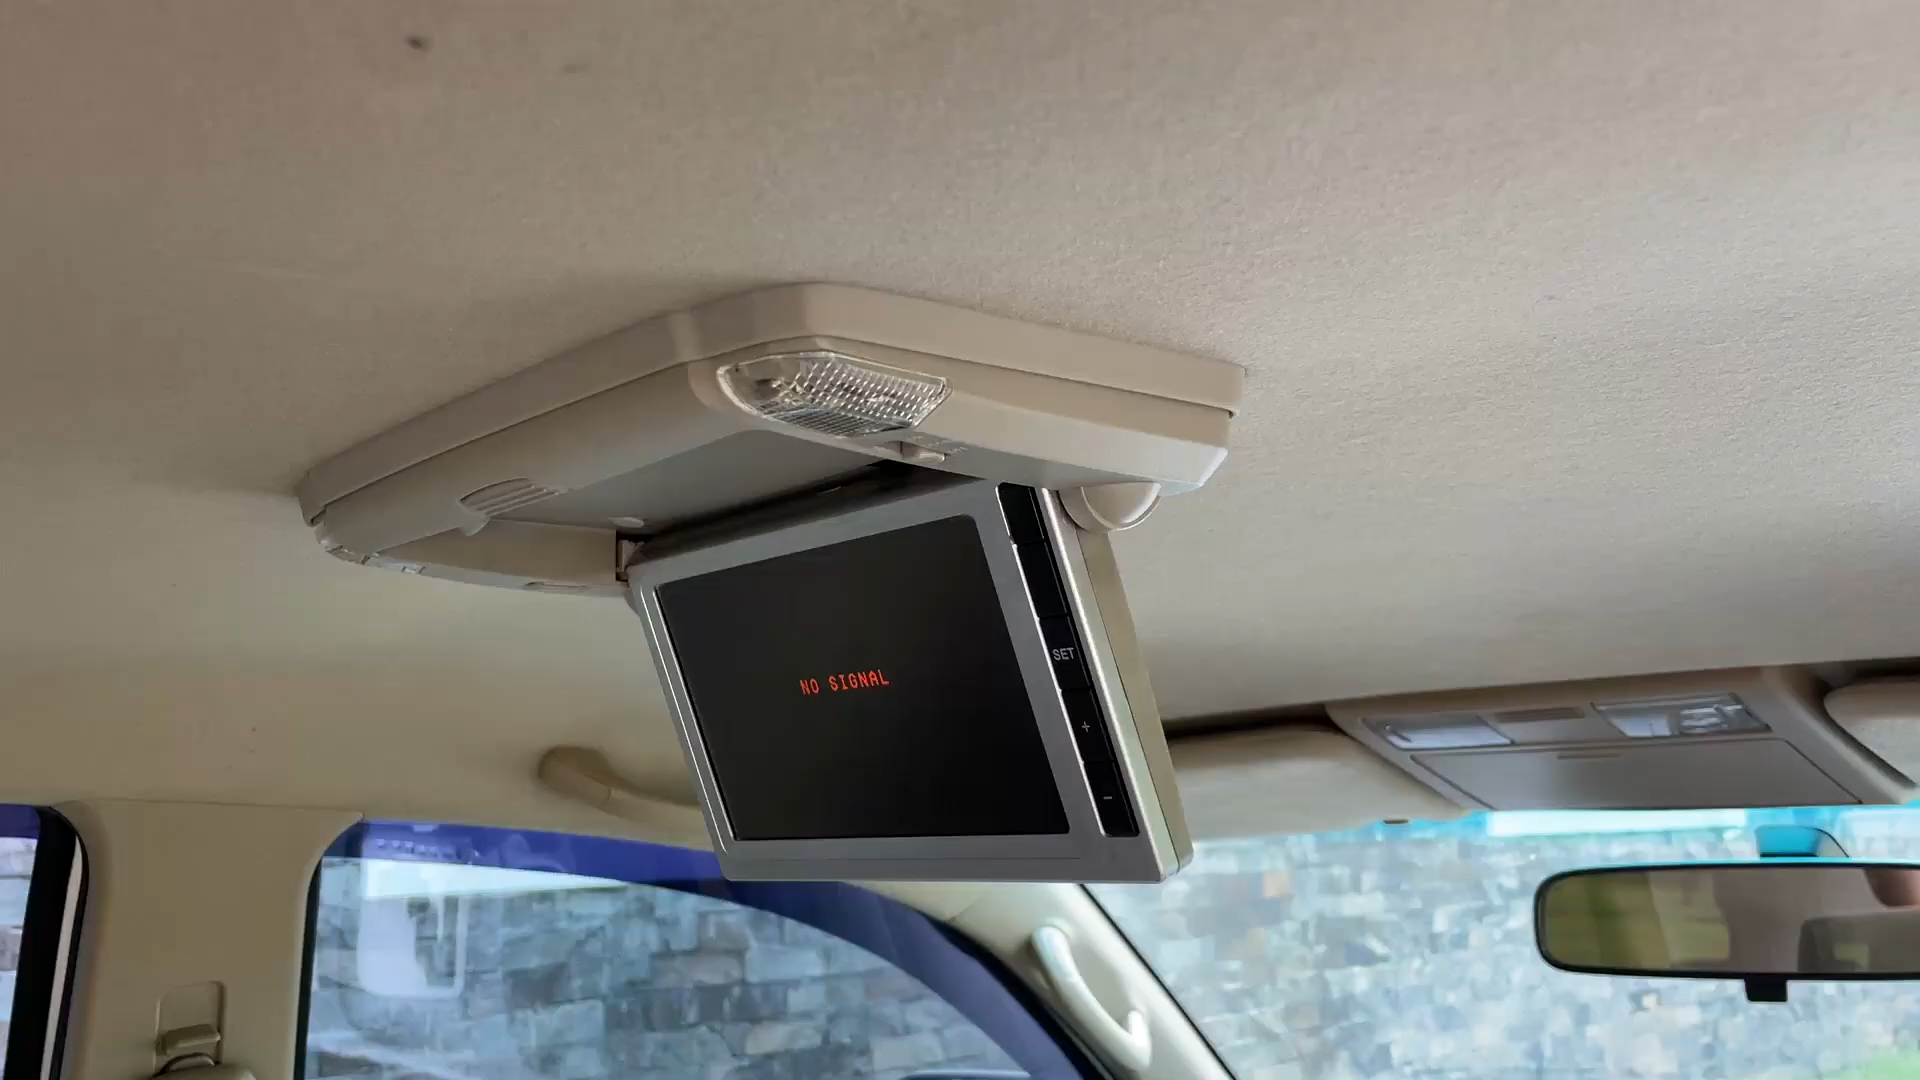 NO SIGNAL
SET
+
-